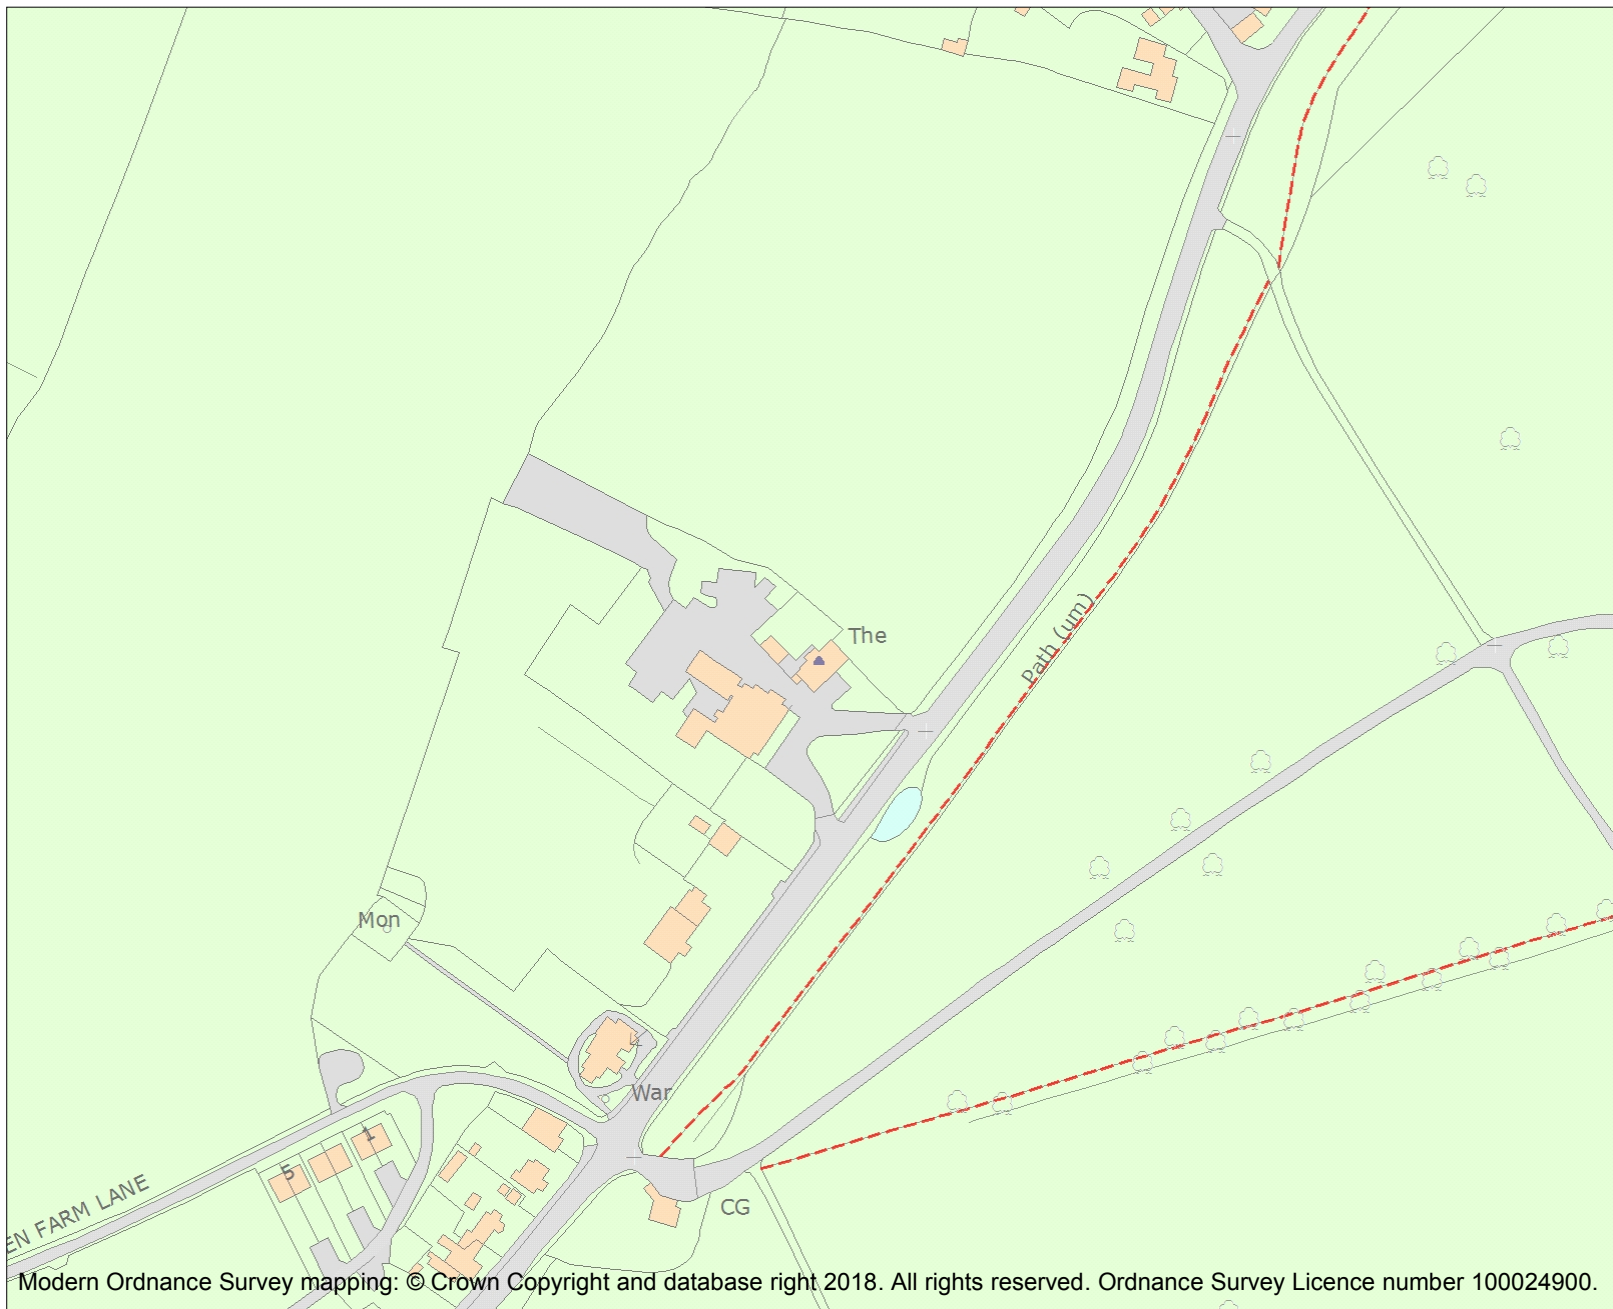 The
Path (um)
Mon
War
1
5
CG
EN FARM LANE
Modern Ordnance Survey mapping: © Crown Copyright and database right 2018. All rights reserved. Ordnance Survey Licence number 100024900.